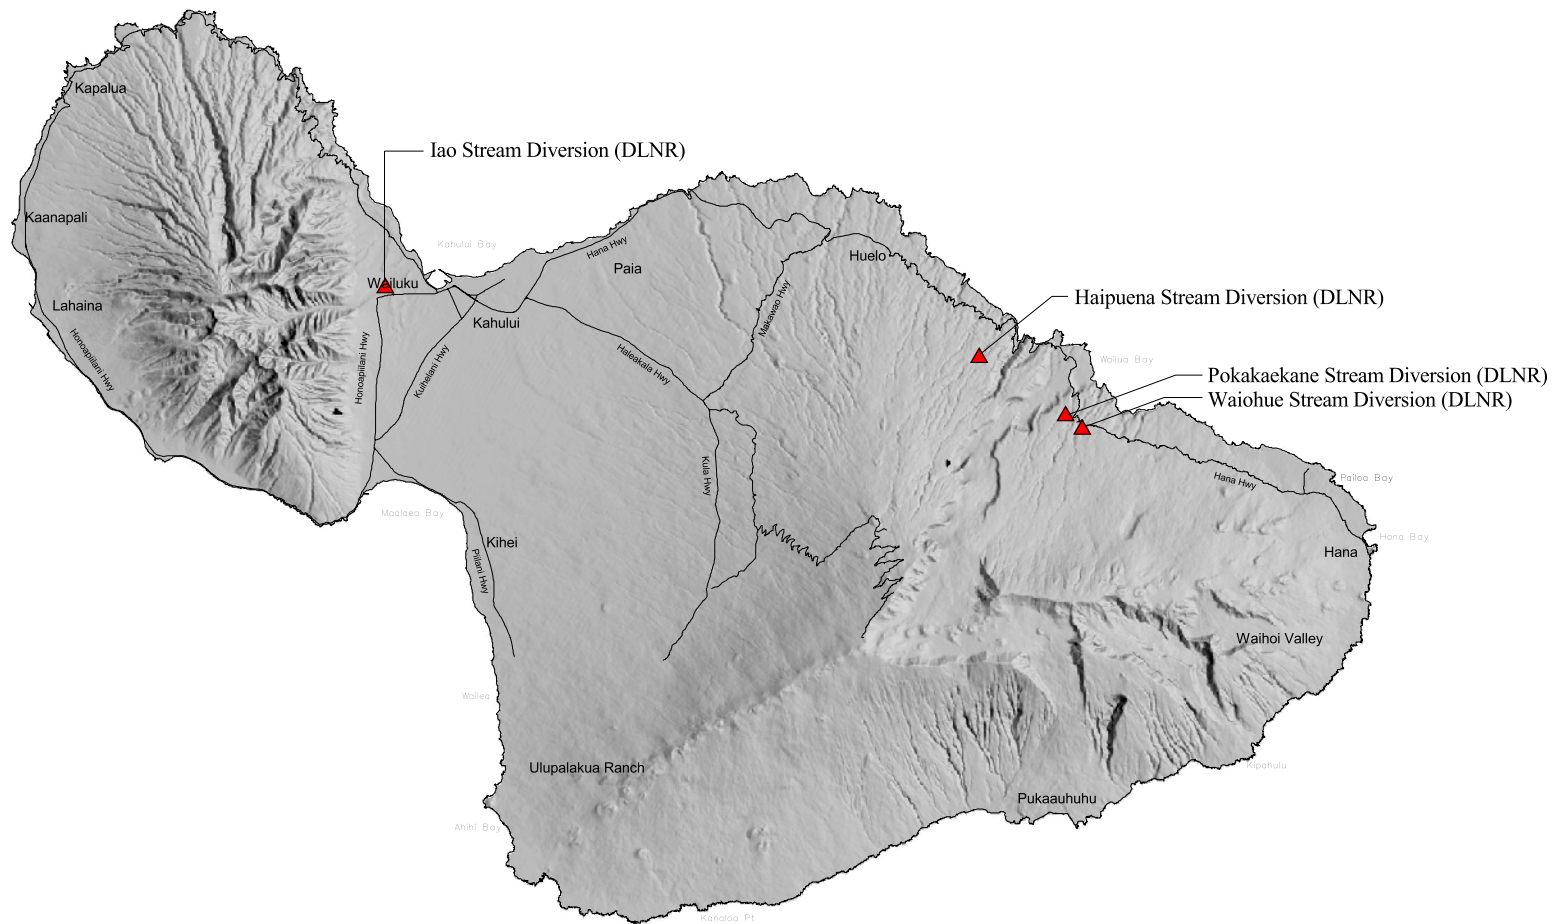 Kapalua
Iao Stream Diversion (DLNR)
Kaanapali
Kahului Bay
Hana Hwy
Paia
Huelo
Wailuku
Lahaina
Haipuena Stream Diversion (DLNR)
Makawao Hwy
Kahului
Honoapiilani Hwy
Honoapiilani Hwy
Kuihelani Hwy
Haleakala Hwy
Wailua Bay
Pokakaekane Stream Diversion (DLNR)
Waiohue Stream Diversion (DLNR)
Kula Hwy
Hana Hwy
Pailoa Bay
Maalaea Bay
Kihei
Piilani Hwy
Hana Bay
Hana
Waihoi Valley
Wailea
Ulupalakua Ranch
Kipahulu
Pukaauhuhu
Ahihi Bay
Kanaloa Pt